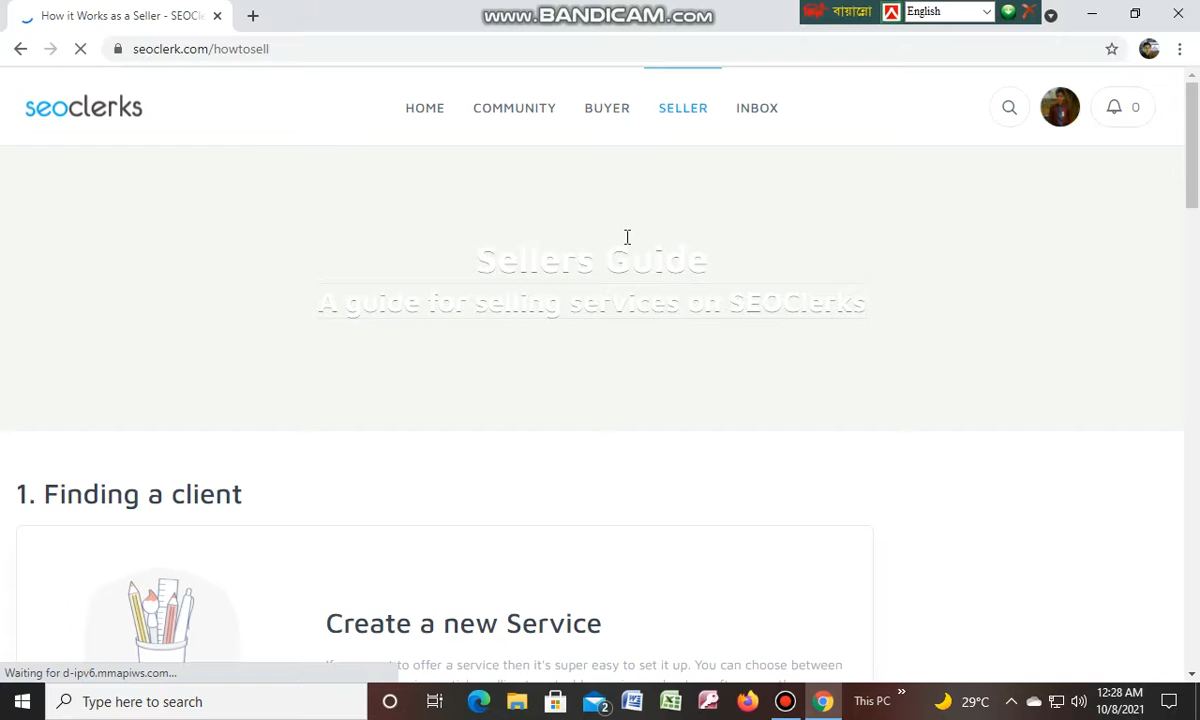 How it Works as a Seller - SEOCle
www.BANDICAM.com
বায়ান্নো
English
seoclerk.com/howtosell
seoclerks
HOME
COMMUNITY
BUYER
SELLER
INBOX
0
Sellers Guide
A guide for selling services on SEOClerks
1. Finding a client
Create a new Service
to offer a service then it's super easy to set it up. You can choose between
Waiting for d-ipv6.mmapiws.com...
Type here to search
2
This PC
29°C
12:28 AM
10/8/2021